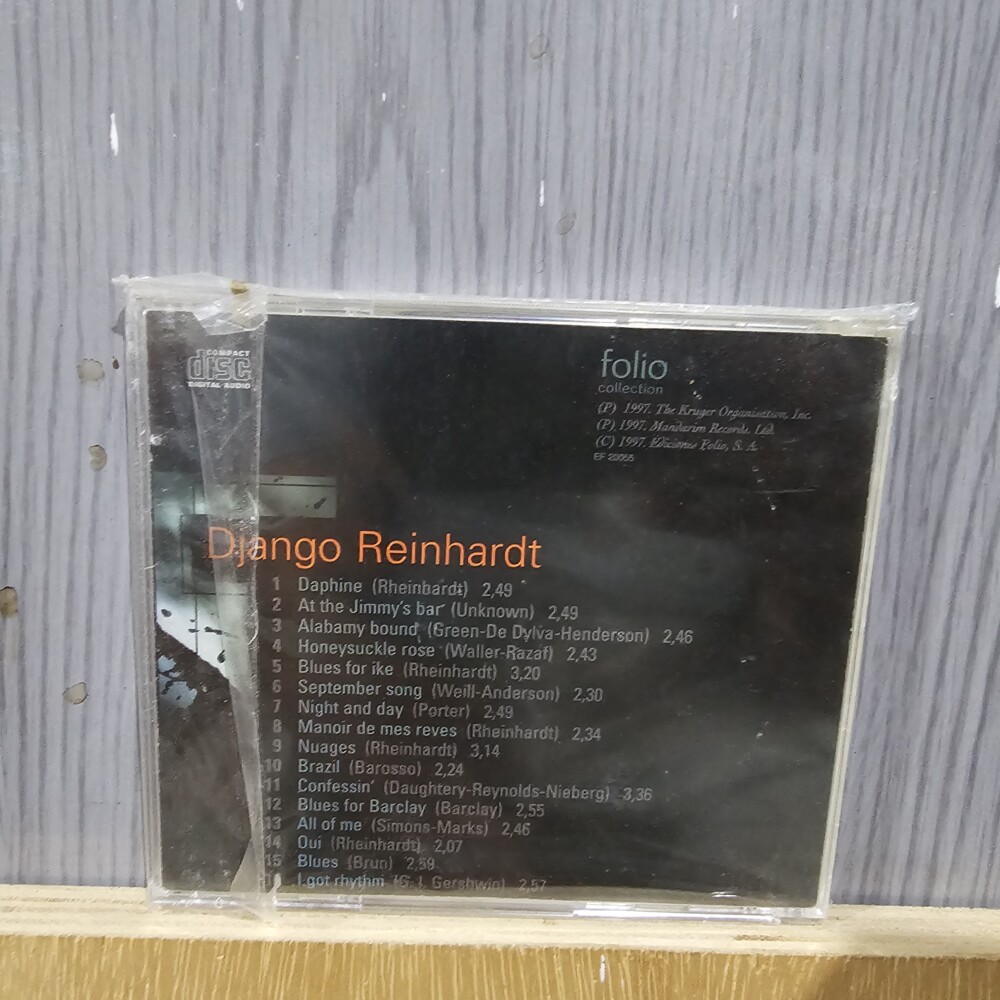 COMPACT
disc
DIGITAL AUDIO
folio
collection
(P) 1997. The Kruger Organisation, Inc.
(P) 1997. Mandarim Records. Ltd.
(C) 1997. Ediciones Folio, S. A.
EF 20055
Django Reinhardt
1 Daphine (Rheinhardt) 2,49
2 At the Jimmy's bar (Unknown) 2,49
3 Alabamy bound (Green-De Dylva-Henderson) 2,46
4 Honeysuckle rose (Waller-Razaf) 2,43
5 Blues for ike (Rheinhardt) 3,20
6 September song (Weill-Anderson) 2,30
7 Night and day (Porter) 2,49
8 Manoir de mes reves (Rheinhardt) 2,34
9 Nuages (Rheinhardt) 3,14
10 Brazil (Barosso) 2,24
11 Confessin' (Daughtery-Reynolds-Nieberg) 3,36
12 Blues for Barclay (Barclay) 2,55
13 All of me (Simons-Marks) 2,46
14 Oui (Rheinhardt) 2,07
15 Blues (Brun) 2,59
16 I got rhythm (G. I. Gershwin) 2,57